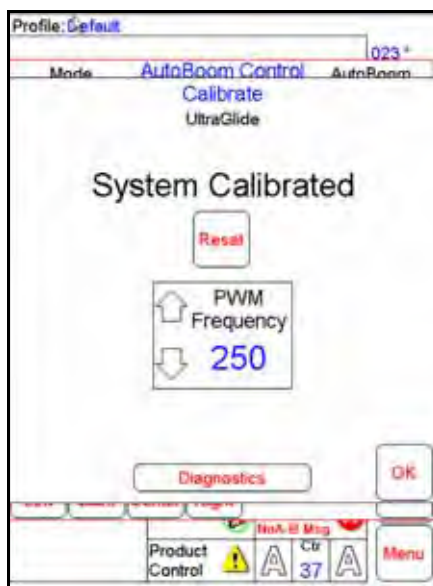 Profile: Default
023°
Mode AutoBoom Control AutoBoom
Calibrate
UltraGlide
System Calibrated
Reset
PWM
Frequency
250
Diagnostics
OK
No A-B Msg
Product
Control
Ctr
37
Menu